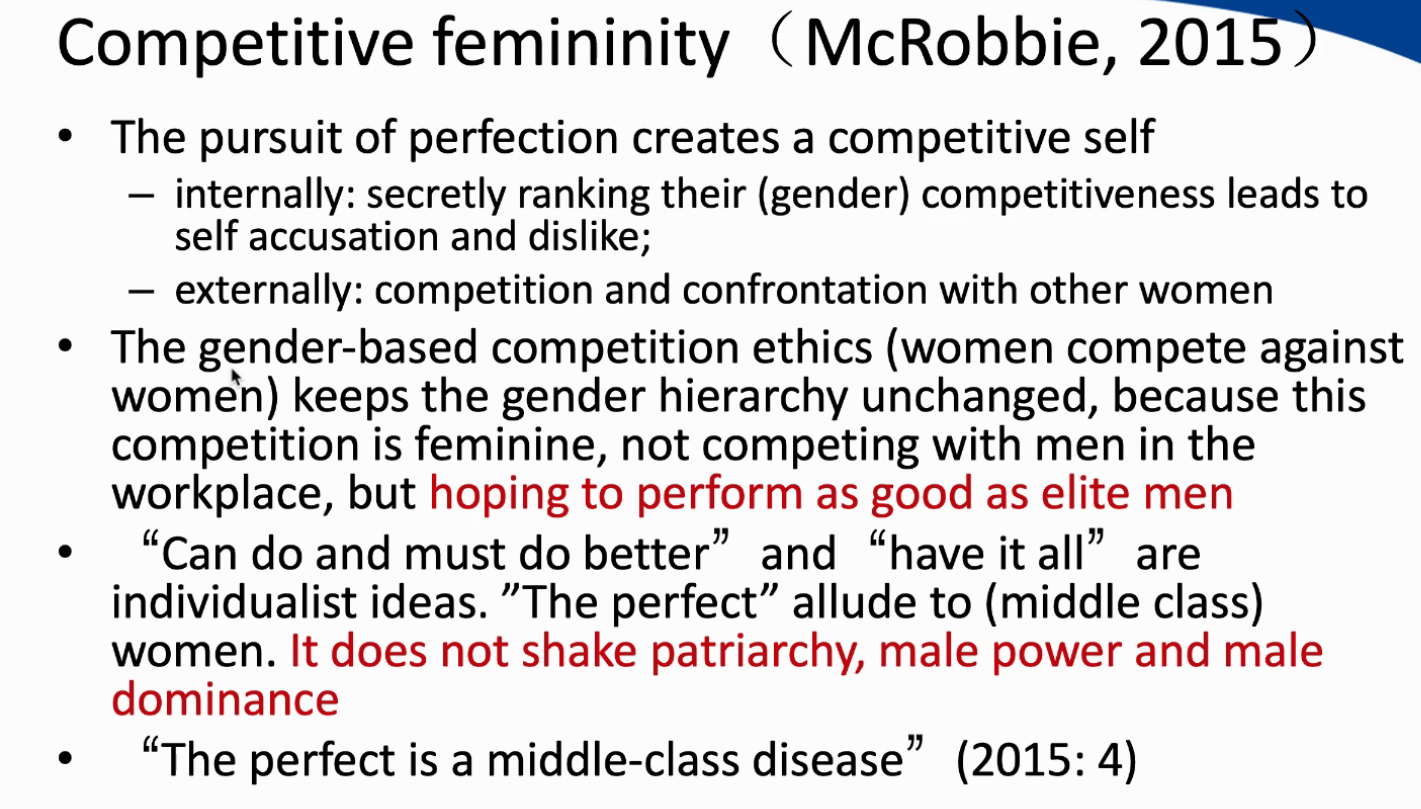 Competitive femininity（McRobbie, 2015）
• The pursuit of perfection creates a competitive self
– internally: secretly ranking their (gender) competitiveness leads to
self accusation and dislike;
– externally: competition and confrontation with other women
• The gender-based competition ethics (women compete against
women) keeps the gender hierarchy unchanged, because this
competition is feminine, not competing with men in the
workplace, but hoping to perform as good as elite men
• “Can do and must do better” and “have it all” are
individualist ideas. ”The perfect” allude to (middle class)
women. It does not shake patriarchy, male power and male
dominance
• “The perfect is a middle-class disease” (2015: 4)